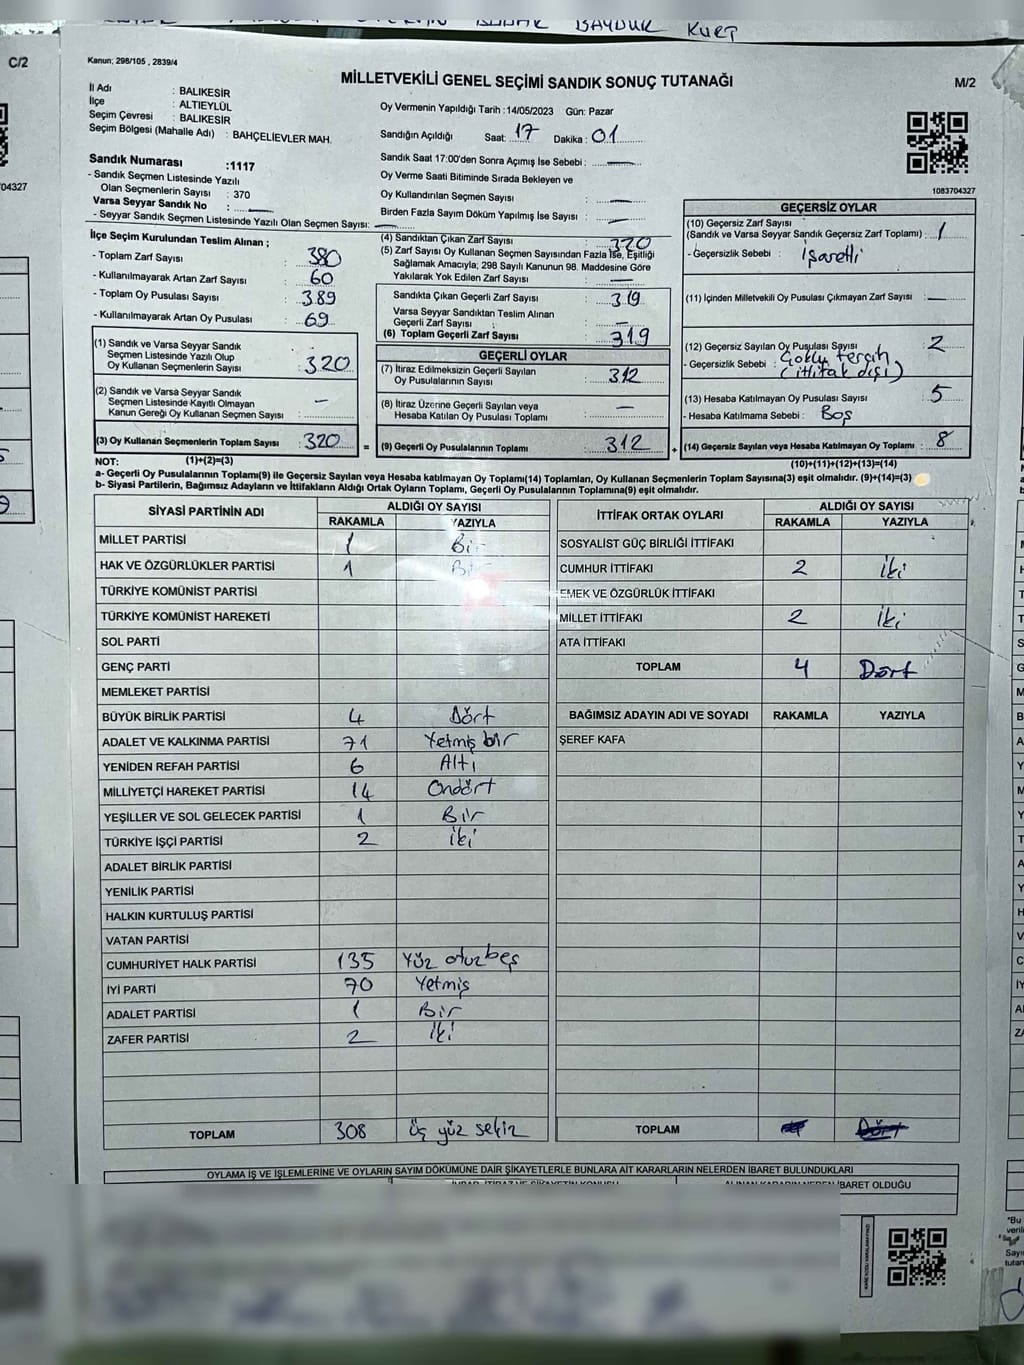 BAYDUR KURT
C/2
Kanun; 298/105 , 2839/4
MİLLETVEKİLİ GENEL SEÇİMİ SANDIK SONUÇ TUTANAĞI
M/2
İl Adı : BALIKESİR
İlçe : ALTIEYLÜL
Seçim Çevresi : BALIKESİR
Seçim Bölgesi (Mahalle Adı) : BAHÇELİEVLER MAH.
Sandık Numarası :1117
- Sandık Seçmen Listesinde Yazılı
Olan Seçmenlerin Sayısı : 370
Varsa Seyyar Sandık No : —
- Seyyar Sandık Seçmen Listesinde Yazılı Olan Seçmen Sayısı: —
Oy Vermenin Yapıldığı Tarih :14/05/2023 Gün: Pazar
Sandığın Açıldığı Saat: 17 Dakika : 01
Sandık Saat 17:00'den Sonra Açımış İse Sebebi : —
Oy Verme Saati Bitiminde Sırada Bekleyen ve
Oy Kullandırılan Seçmen Sayısı : —
Birden Fazla Sayım Döküm Yapılmış İse Sayısı : —
1083704327
04327
İlçe Seçim Kurulundan Teslim Alınan ;
- Toplam Zarf Sayısı : 380
- Kullanılmayarak Artan Zarf Sayısı : 60
- Toplam Oy Pusulası Sayısı : 389
- Kullanılmayarak Artan Oy Pusulası : 69
(1) Sandık ve Varsa Seyyar Sandık
Seçmen Listesinde Yazılı Olup
Oy Kullanan Seçmenlerin Sayısı : 320
(2) Sandık ve Varsa Seyyar Sandık
Seçmen Listesinde Kayıtlı Olmayan
Kanun Gereği Oy Kullanan Seçmen Sayısı : —
(3) Oy Kullanan Seçmenlerin Toplam Sayısı : 320
(1)+(2)=(3)
(4) Sandıktan Çıkan Zarf Sayısı : 320
(5) Zarf Sayısı Oy Kullanan Seçmen Sayısından Fazla İse, Eşitliği
Sağlamak Amacıyla; 298 Sayılı Kanunun 98. Maddesine Göre
Yakılarak Yok Edilen Zarf Sayısı : —
Sandıkta Çıkan Geçerli Zarf Sayısı : 319
Varsa Seyyar Sandıktan Teslim Alınan
Geçerli Zarf Sayısı : —
(6) Toplam Geçerli Zarf Sayısı : 319
GEÇERLİ OYLAR
(7) İtiraz Edilmeksizin Geçerli Sayılan
Oy Pusulalarının Sayısı : 312
(8) İtiraz Üzerine Geçerli Sayılan veya
Hesaba Katılan Oy Pusulaları Toplamı : —
= (9) Geçerli Oy Pusulalarının Toplamı : 312
GEÇERSİZ OYLAR
(10) Geçersiz Zarf Sayısı
(Sandık ve Varsa Seyyar Sandık Geçersiz Zarf Toplamı) : 1
- Geçersizlik Sebebi : İşaretli
(11) İçinden Milletvekili Oy Pusulası Çıkmayan Zarf Sayısı : —
(12) Geçersiz Sayılan Oy Pusulası Sayısı : 2
- Geçersizlik Sebebi : Çoklu tercih
(ittifak dışı)
(13) Hesaba Katılmayan Oy Pusulası Sayısı : 5
- Hesaba Katılmama Sebebi : Boş
+ (14) Geçersiz Sayılan veya Hesaba Katılmayan Oy Toplamı : 8
(10)+(11)+(12)+(13)=(14)
NOT:
a- Geçerli Oy Pusulalarının Toplamı(9) ile Geçersiz Sayılan veya Hesaba katılmayan Oy Toplamı(14) Toplamları, Oy Kullanan Seçmenlerin Toplam Sayısına(3) eşit olmalıdır. (9)+(14)=(3)
b- Siyasi Partilerin, Bağımsız Adayların ve İttifakların Aldığı Ortak Oyların Toplamı, Geçerli Oy Pusulalarının Toplamına(9) eşit olmalıdır.
SİYASİ PARTİNİN ADI ALDIĞI OY SAYISI
RAKAMLA YAZIYLA
MİLLET PARTİSİ 1 Bir
HAK VE ÖZGÜRLÜKLER PARTİSİ 1 Bir
TÜRKİYE KOMÜNİST PARTİSİ
TÜRKİYE KOMÜNİST HAREKETİ
SOL PARTİ
GENÇ PARTİ
MEMLEKET PARTİSİ
BÜYÜK BİRLİK PARTİSİ 4 Dört
ADALET VE KALKINMA PARTİSİ 71 Yetmiş bir
YENİDEN REFAH PARTİSİ 6 Altı
MİLLİYETÇİ HAREKET PARTİSİ 14 Ondört
YEŞİLLER VE SOL GELECEK PARTİSİ 1 Bir
TÜRKİYE İŞÇİ PARTİSİ 2 iki
ADALET BİRLİK PARTİSİ
YENİLİK PARTİSİ
HALKIN KURTULUŞ PARTİSİ
VATAN PARTİSİ
CUMHURİYET HALK PARTİSİ 135 Yüz otuzbeş
İYİ PARTİ 70 Yetmiş
ADALET PARTİSİ 1 Bir
ZAFER PARTİSİ 2 iki
TOPLAM 308 üç yüz sekiz
İTTİFAK ORTAK OYLARI ALDIĞI OY SAYISI
RAKAMLA YAZIYLA
SOSYALİST GÜÇ BİRLİĞİ İTTİFAKI
CUMHUR İTTİFAKI 2 iki
EMEK VE ÖZGÜRLÜK İTTİFAKI
MİLLET İTTİFAKI 2 iki
ATA İTTİFAKI
TOPLAM 4 Dört
BAĞIMSIZ ADAYIN ADI VE SOYADI RAKAMLA YAZIYLA
ŞEREF KAFA
TOPLAM
OYLAMA İŞ VE İŞLEMLERİNE VE OYLARIN SAYIM DÖKÜMÜNE DAİR ŞİKAYETLERLE BUNLARA AİT KARARLARIN NELERDEN İBARET BULUNDUKLARI
İBARET OLDUĞU